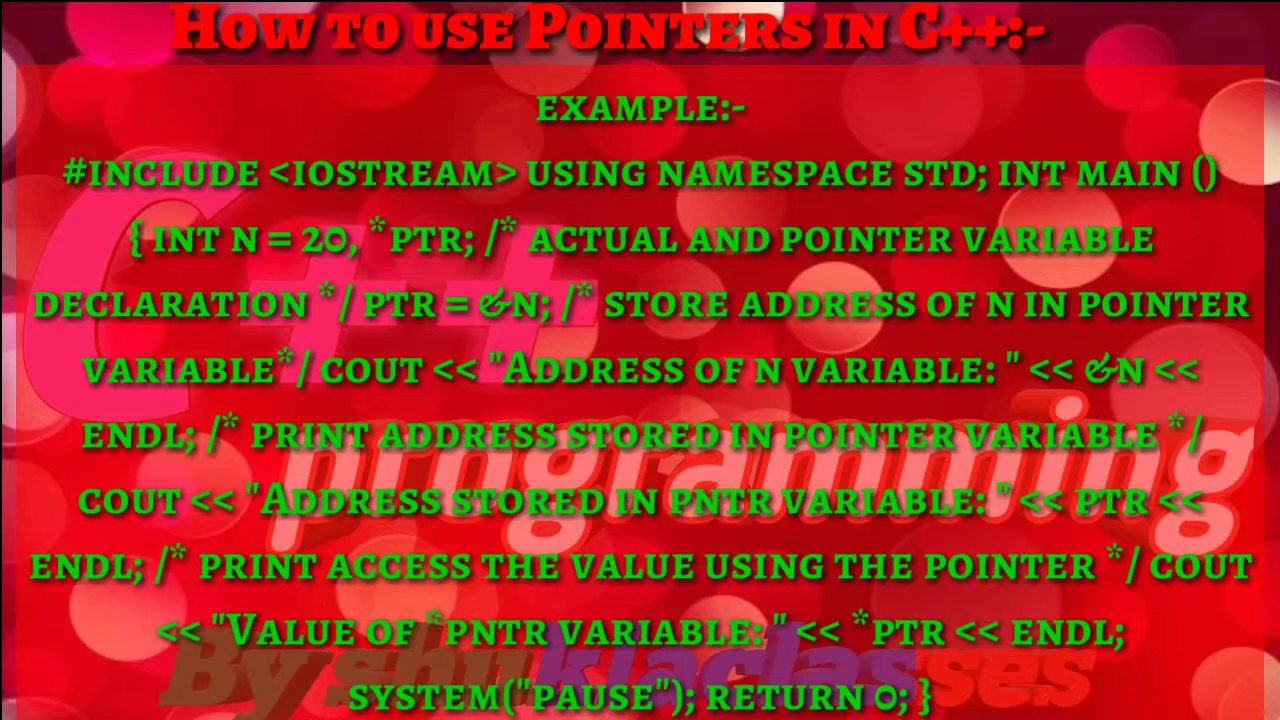 How to use Pointers in C++:-
example:-
#include <iostream> using namespace std; int main ()
{ int n = 20, *ptr; /* actual and pointer variable
declaration */ ptr = &n; /* store address of n in pointer
variable*/ cout << "Address of n variable: " << &n <<
endl; /* print address stored in pointer variable */
cout << "Address stored in pntr variable: " << ptr <<
endl; /* print access the value using the pointer */ cout
<< "Value of *pntr variable: " << *ptr << endl;
system("pause"); return 0; }
C++
programming
By shuklaclasses